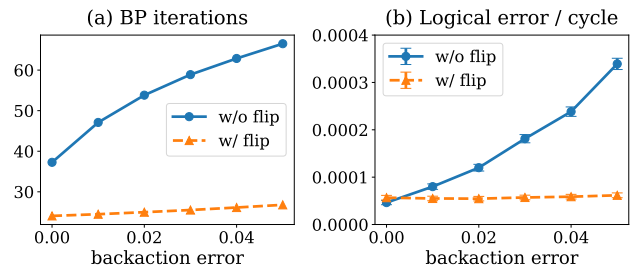 (a) BP iterations
60
50
40
30
w/o flip
w/ flip
0.00
0.02
0.04
backaction error
(b) Logical error / cycle
0.0004
0.0003
0.0002
0.0001
0.0000
w/o flip
w/ flip
0.00
0.02
0.04
backaction error